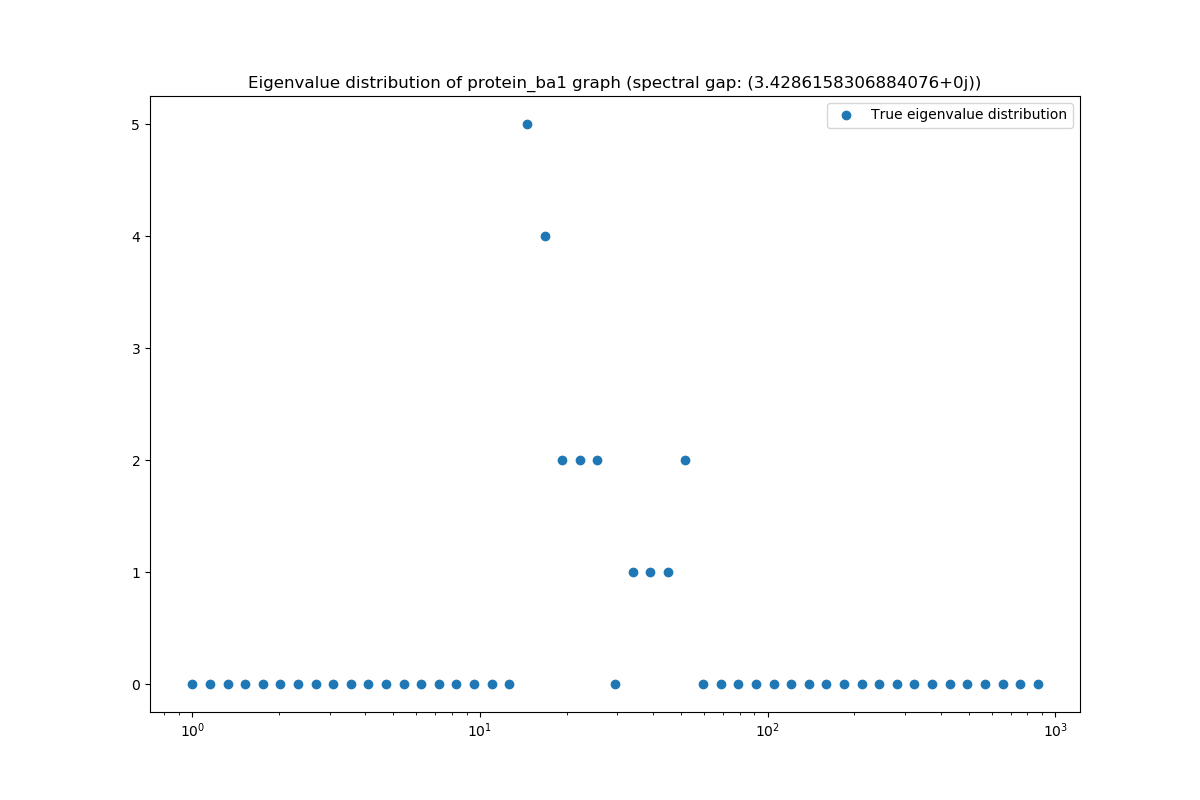 Eigenvalue distribution of protein_ba1 graph (spectral gap: (3.4286158306884076+0j))
True eigenvalue distribution
5
4
3
2
1
0
10⁰ 10¹ 10² 10³